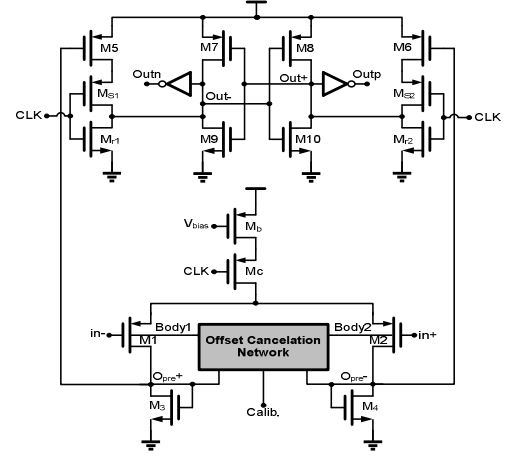 M5
M7
M8
M6
Outn
Out+
Outp
MS1
Out-
MS2
CLK
CLK
Mr1
M9
M10
Mr2
Vbias
Mb
CLK
Mc
in-
Body1
Body2
in+
M1
Offset Cancelation
Network
M2
Opre+
Opre-
M3
Calib.
M4